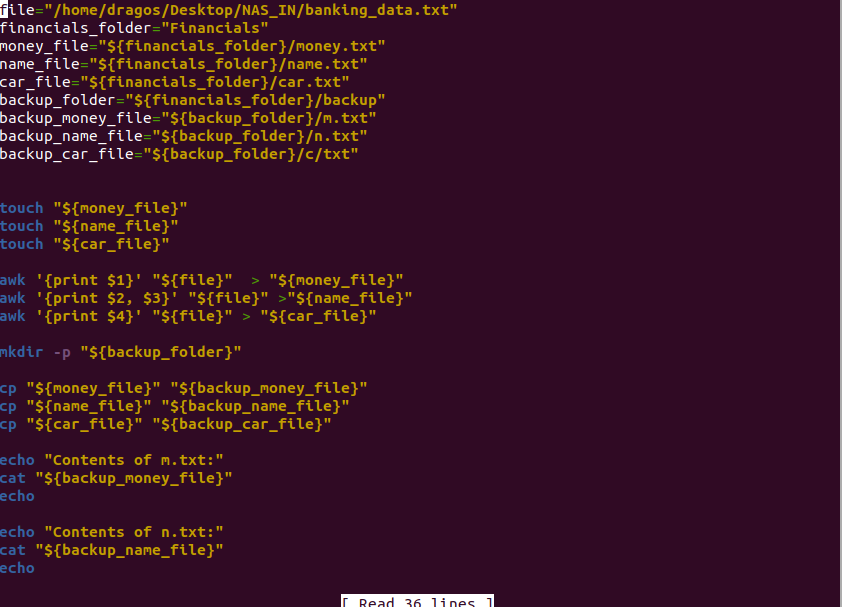 file="/home/dragos/Desktop/NAS_IN/banking_data.txt"
financials_folder="Financials"
money_file="${financials_folder}/money.txt"
name_file="${financials_folder}/name.txt"
car_file="${financials_folder}/car.txt"
backup_folder="${financials_folder}/backup"
backup_money_file="${backup_folder}/m.txt"
backup_name_file="${backup_folder}/n.txt"
backup_car_file="${backup_folder}/c/txt"
touch "${money_file}"
touch "${name_file}"
touch "${car_file}"
awk '{print $1}' "${file}"  > "${money_file}"
awk '{print $2, $3}' "${file}" >"${name_file}"
awk '{print $4}' "${file}" > "${car_file}"
mkdir -p "${backup_folder}"
cp "${money_file}" "${backup_money_file}"
cp "${name_file}" "${backup_name_file}"
cp "${car_file}" "${backup_car_file}"
echo "Contents of m.txt:"
cat "${backup_money_file}"
echo
echo "Contents of n.txt:"
cat "${backup_name_file}"
echo
[ Read 36 lines ]